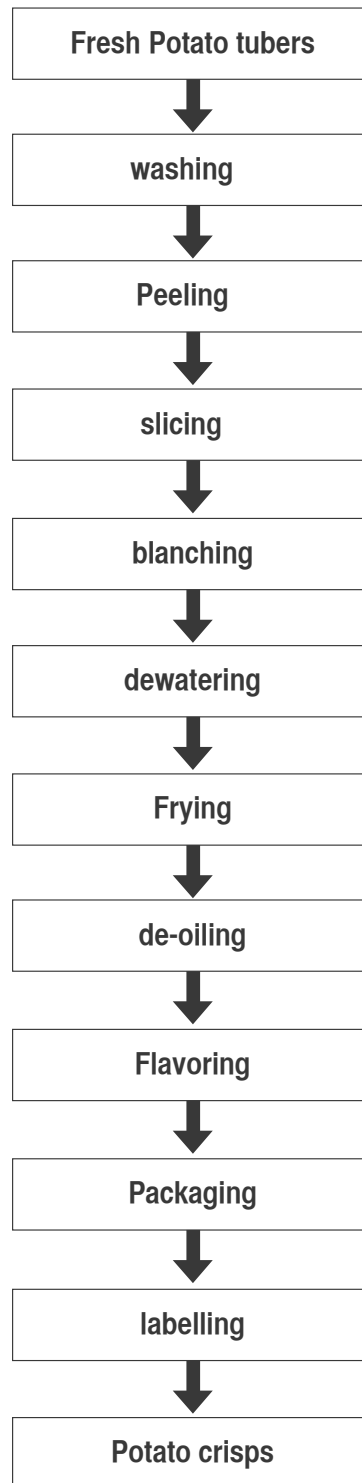 Fresh Potato tubers
washing
Peeling
slicing
blanching
dewatering
Frying
de-oiling
Flavoring
Packaging
labelling
Potato crisps